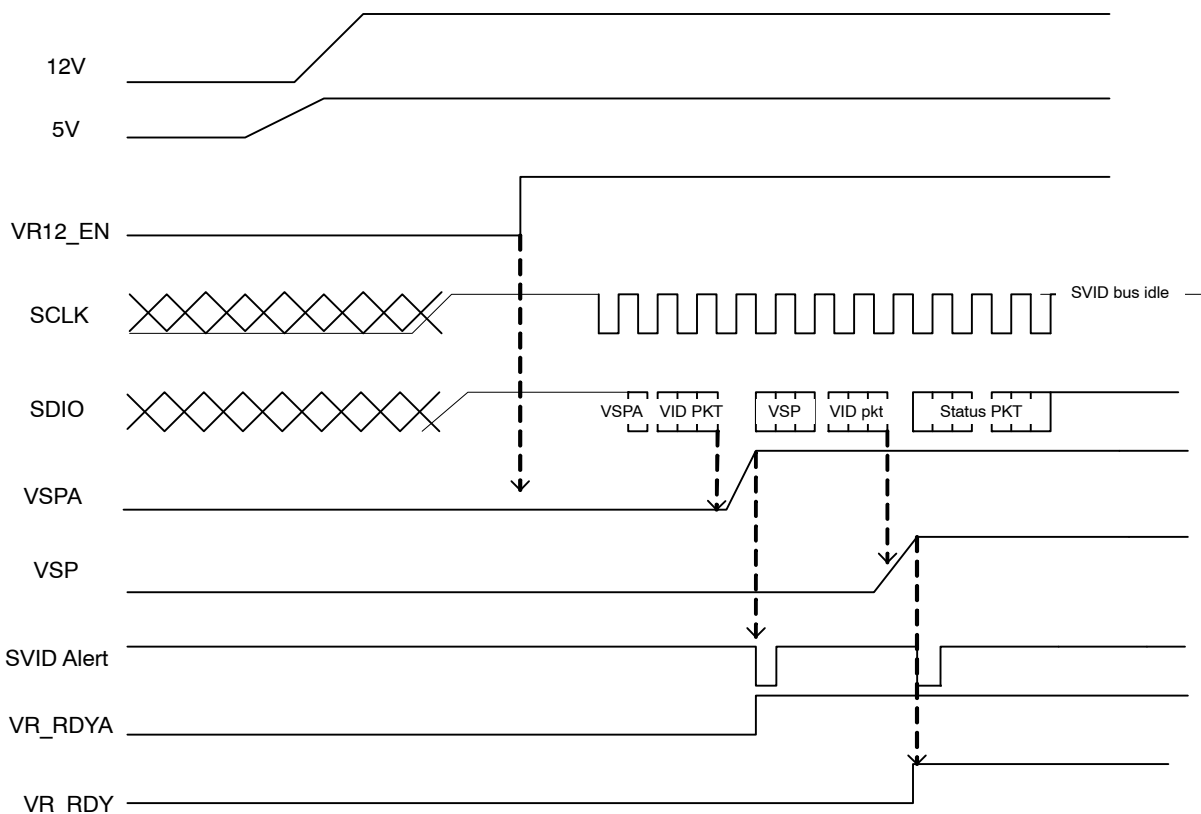 12V
5V
VR12_EN
SCLK
SVID bus idle
SDIO
VSPA VID PKT VSP VID pkt Status PKT
VSPA
VSP
SVID Alert
VR_RDYA
VR_RDY